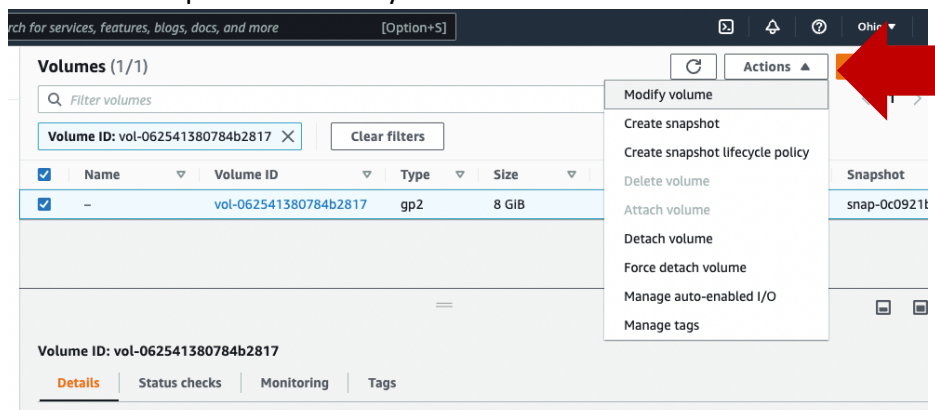 rch for services, features, blogs, docs, and more [Option+S] Ohio
Volumes (1/1) Actions
Filter volumes 1
Volume ID: vol-062541380784b2817 Clear filters
Name Volume ID Type Size Snapshot
– vol-062541380784b2817 gp2 8 GiB snap-0c0921b
Modify volume
Create snapshot
Create snapshot lifecycle policy
Delete volume
Attach volume
Detach volume
Force detach volume
Manage auto-enabled I/O
Manage tags
Volume ID: vol-062541380784b2817
Details Status checks Monitoring Tags